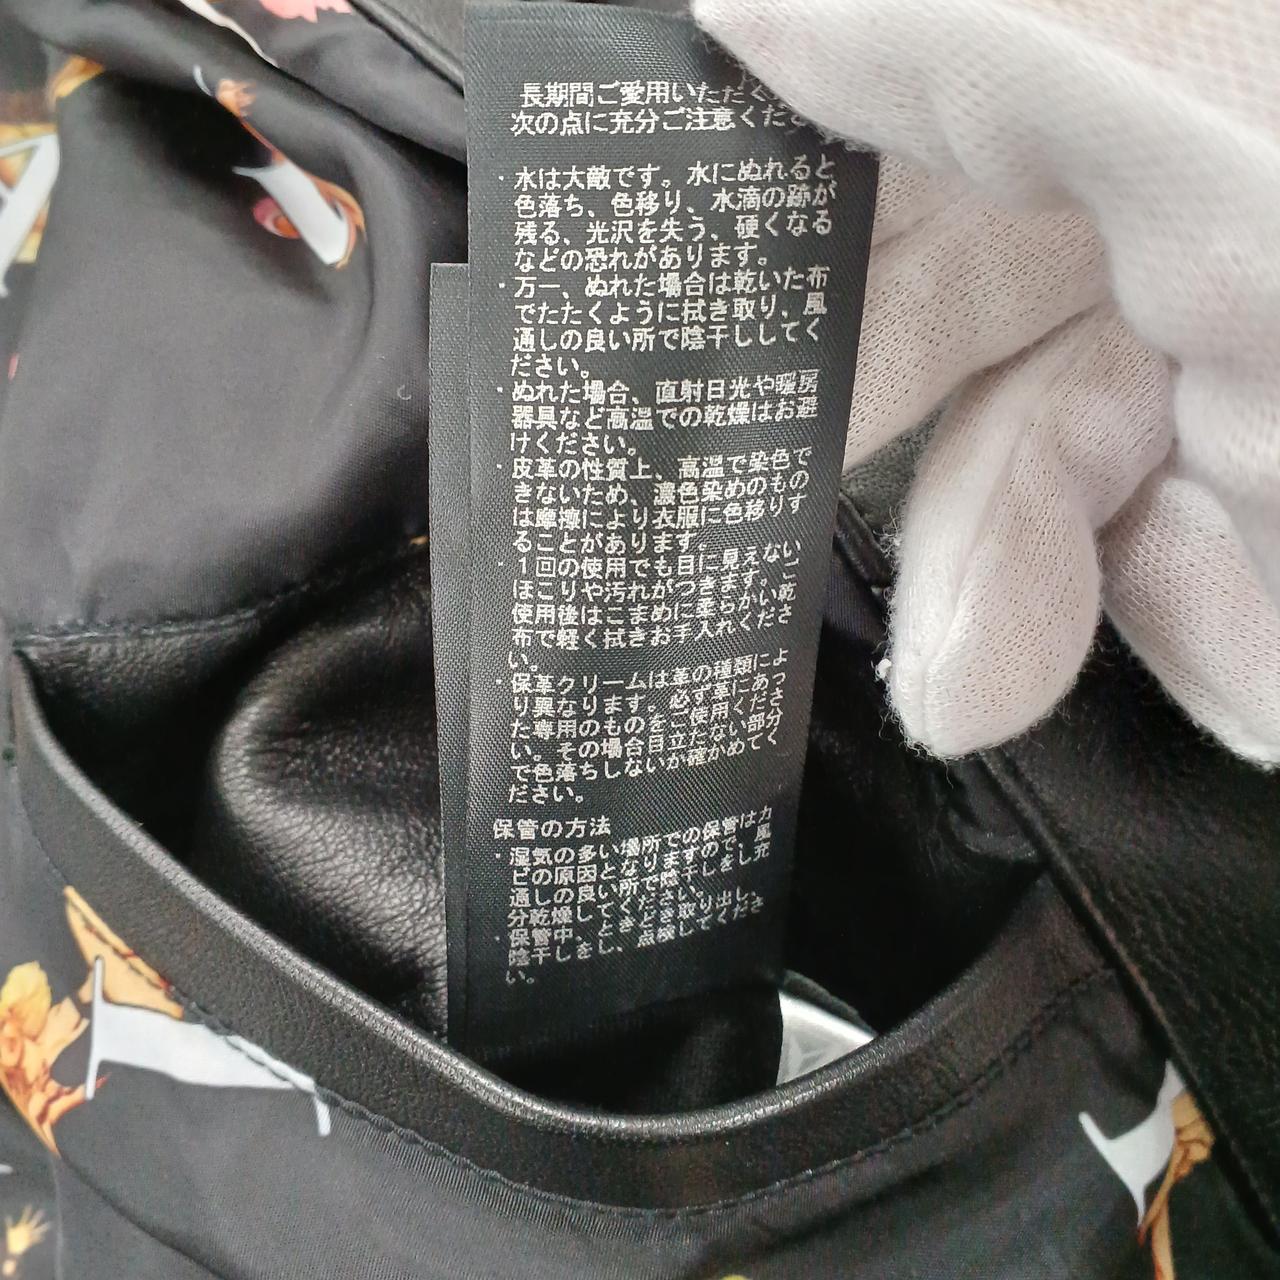 長期間ご愛用いただく
次の点に充分ご注意くださ
・水は大敵です。水にぬれると
色落ち、色移り、水滴の跡が
残る、光沢を失う、硬くなる
などの恐れがあります。
・万一、ぬれた場合は乾いた布
でたたくように拭き取り、風
通しの良い所で陰干ししてく
ださい。
・ぬれた場合、直射日光や暖房
器具など高温での乾燥はお避
けください。
・皮革の性質上、高温で染色で
きないため、濃色染めのもの
は摩擦により衣服に色移りす
ることがあります。
・1回の使用でも目に見えない
ほこりや汚れがつきます。ご
使用後はこまめに柔らかい乾
布で軽く拭きお手入れくださ
い。
・保革クリームは革の種類によ
り異なります。必ず革にあっ
た専用のものをご使用くださ
い。その場合目立たない部分
で色落ちしないか確かめてく
ださい。
保管の方法
・湿気の多い場所での保管はカ
ビの原因となりますので、風
通しの良い所で陰干しをし充
分乾燥してください。
・保管中、ときどき取り出し、
陰干しをし、点検してくださ
い。